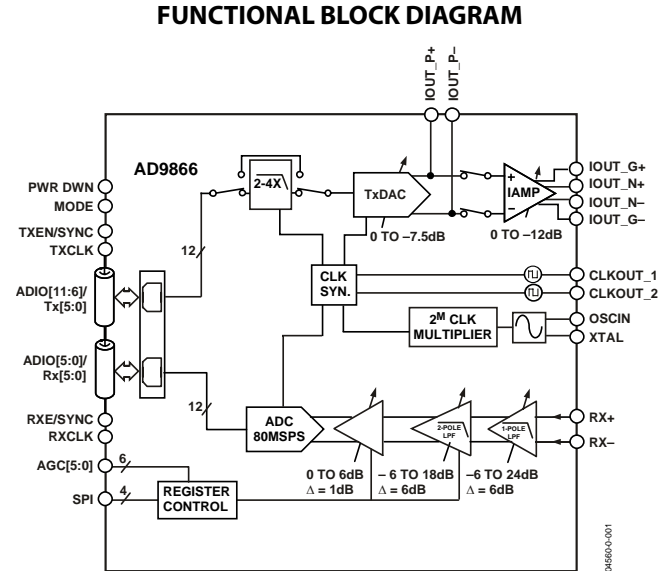 FUNCTIONAL BLOCK DIAGRAM
IOUT_P+
IOUT_P–
AD9866
PWR DWN
MODE
TXEN/SYNC
TXCLK
ADIO[11:6]/
Tx[5:0]
ADIO[5:0]/
Rx[5:0]
RXE/SYNC
RXCLK
AGC[5:0]
SPI
12
12
6
4
2-4X
TxDAC
0 TO –7.5dB
+
IAMP
–
0 TO –12dB
IOUT_G+
IOUT_N+
IOUT_N–
IOUT_G–
CLK
SYN.
CLKOUT_1
CLKOUT_2
2M CLK
MULTIPLIER
OSCIN
XTAL
ADC
80MSPS
2-POLE
LPF
1-POLE
LPF
RX+
RX–
0 TO 6dB
Δ = 1dB
– 6 TO 18dB
Δ = 6dB
–6 TO 24dB
Δ = 6dB
REGISTER
CONTROL
04560-0-001